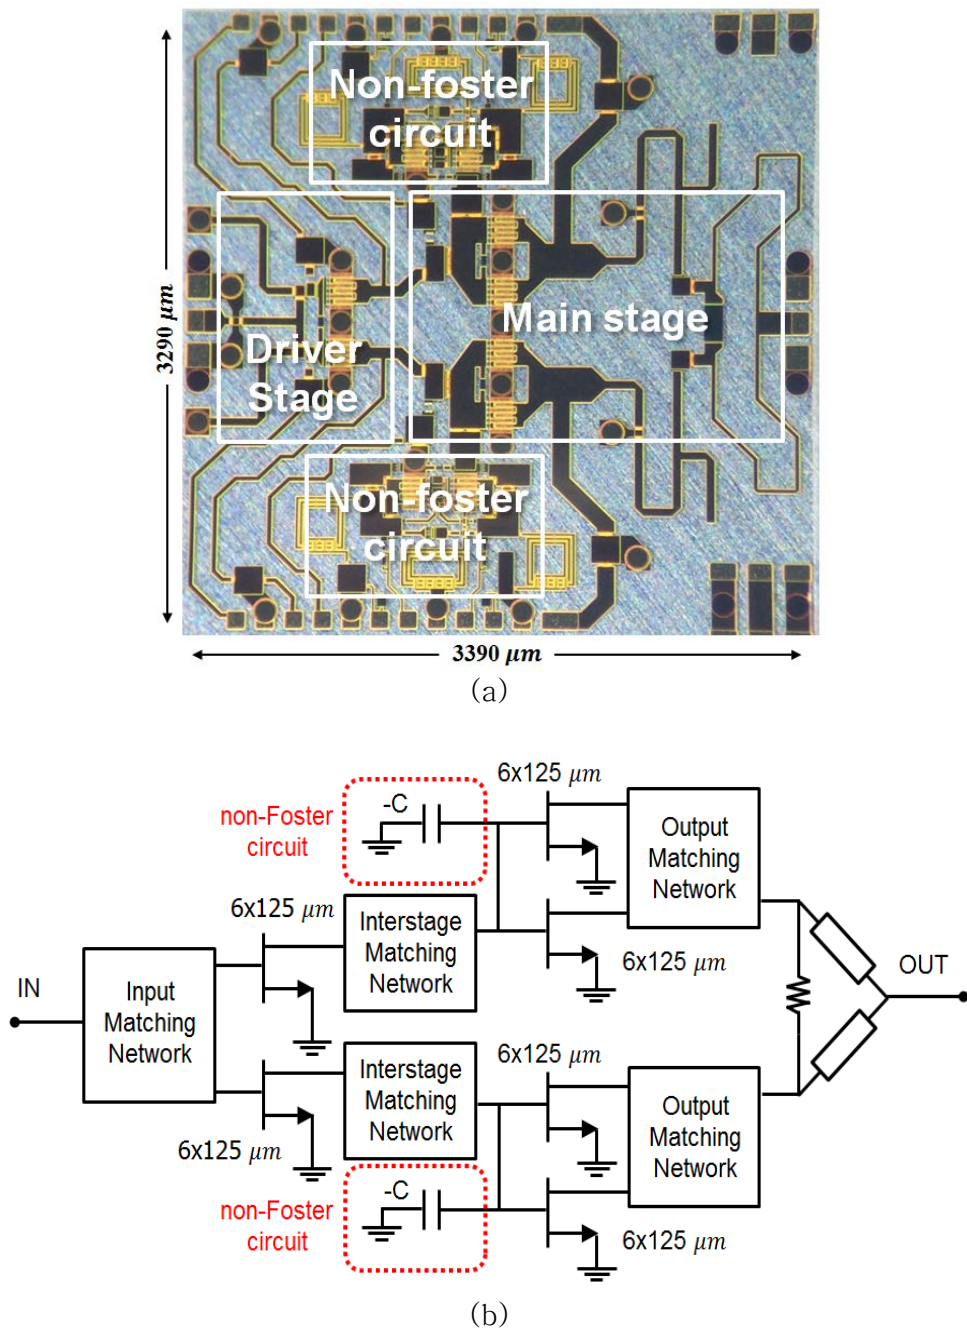 Non-foster
circuit
3290 μm
Main stage
Driver
Stage
Non-foster
circuit
3390 μm
(a)
6x125 μm
-C
non-Foster
circuit
Output
Matching
Network
6x125 μm
Interstage
Matching
Network
6x125 μm
IN
Input
Matching
Network
OUT
6x125 μm
Interstage
Matching
Network
Output
Matching
Network
6x125 μm
-C
non-Foster
circuit
6x125 μm
(b)